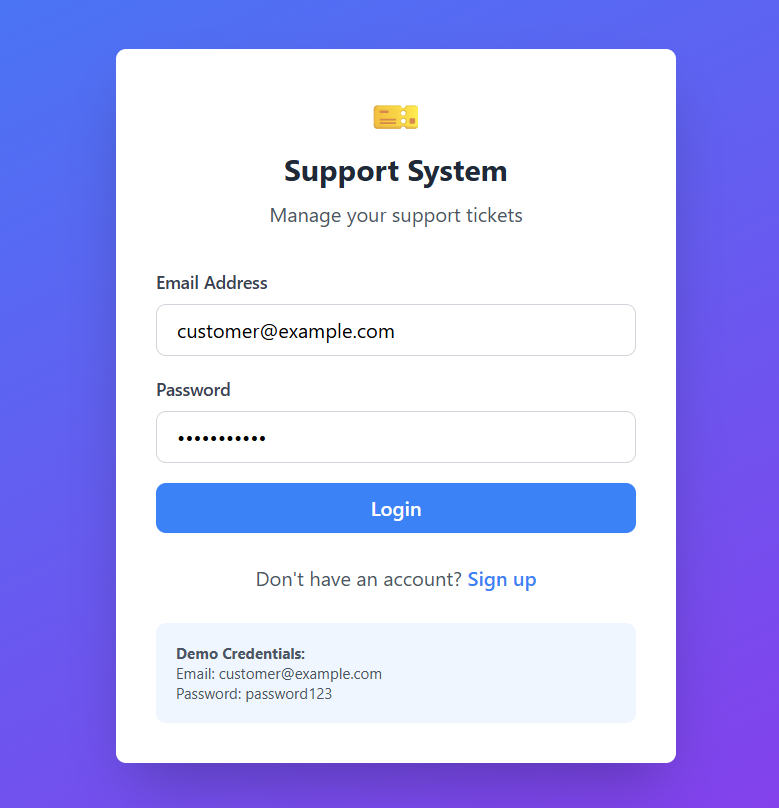 Support System
Manage your support tickets
Email Address
customer@example.com
Password
•••••••••••
Login
Don't have an account? Sign up
Demo Credentials:
Email: customer@example.com
Password: password123